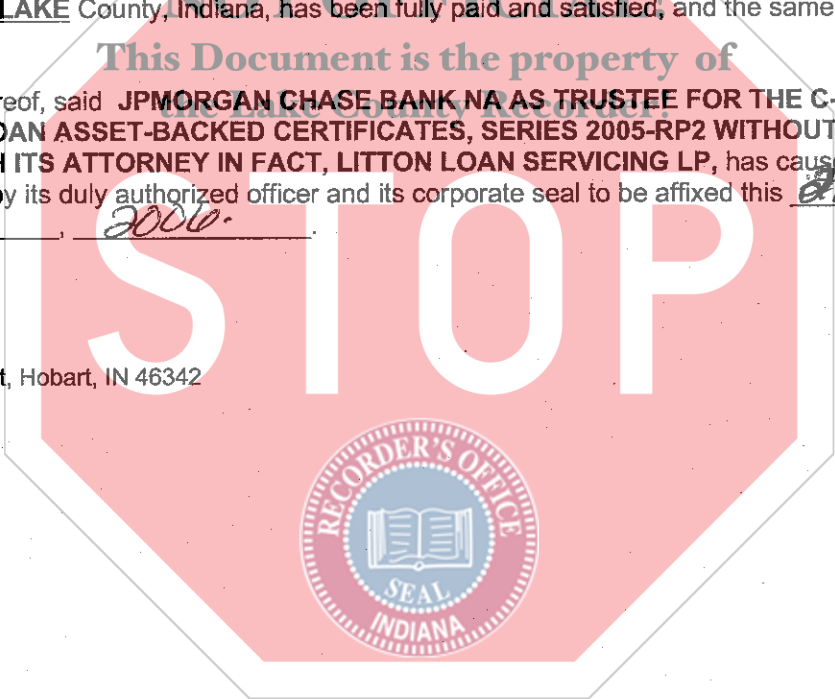 LAKE County, Indiana, has been fully paid and satisfied, and the same
This Document is the property of
the Lake County Recorder!
reof, said JPMORGAN CHASE BANK NA AS TRUSTEE FOR THE C-
OAN ASSET-BACKED CERTIFICATES, SERIES 2005-RP2 WITHOUT
H ITS ATTORNEY IN FACT, LITTON LOAN SERVICING LP, has caus
y its duly authorized officer and its corporate seal to be affixed this
, 2006.
STOP
t, Hobart, IN 46342
RECORDER'S OFFICE
SEAL
INDIANA